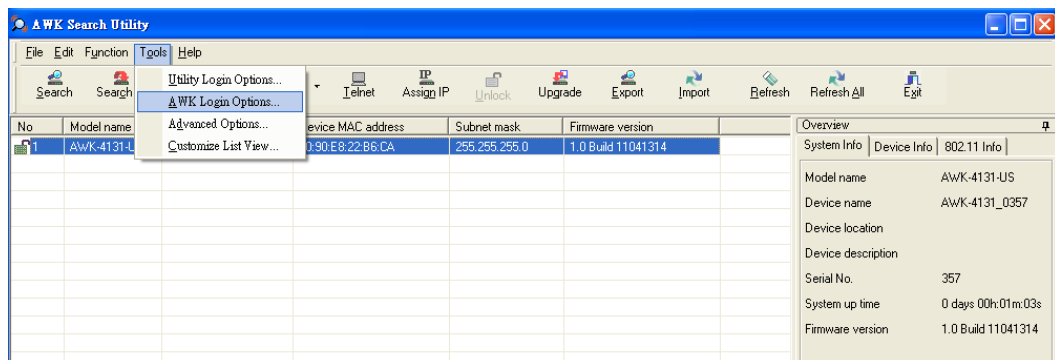 AWK Search Utility
File Edit Function Tools Help
Search Search Telnet Assign IP Unlock Upgrade Export Import Refresh Refresh All Exit
Utility Login Options...
AWK Login Options...
Advanced Options...
Customize List View...
No Model name evice MAC address Subnet mask Firmware version
1 AWK-4131-U 0:90:E8:22:B6:CA 255.255.255.0 1.0 Build 11041314
Overview
System Info Device Info 802.11 Info
Model name AWK-4131-US
Device name AWK-4131_0357
Device location
Device description
Serial No. 357
System up time 0 days 00h:01m:03s
Firmware version 1.0 Build 11041314